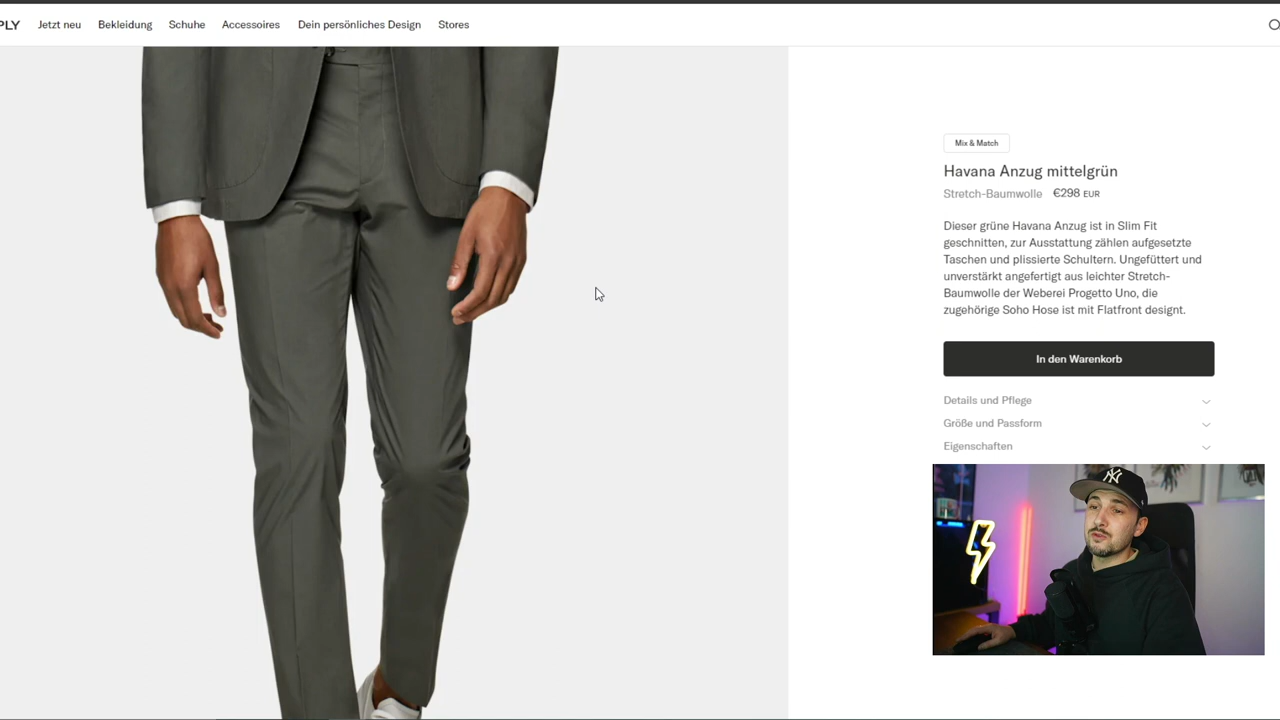 PLY
Jetzt neu
Bekleidung
Schuhe
Accessoires
Dein persönliches Design
Stores
Mix & Match
Havana Anzug mittelgrün
Stretch-Baumwolle €298 EUR
Dieser grüne Havana Anzug ist in Slim Fit
geschnitten, zur Ausstattung zählen aufgesetzte
Taschen und plissierte Schultern. Ungefüttert und
unverstärkt angefertigt aus leichter Stretch-
Baumwolle der Weberei Progetto Uno, die
zugehörige Soho Hose ist mit Flatfront designt.
In den Warenkorb
Details und Pflege
Größe und Passform
Eigenschaften
NY